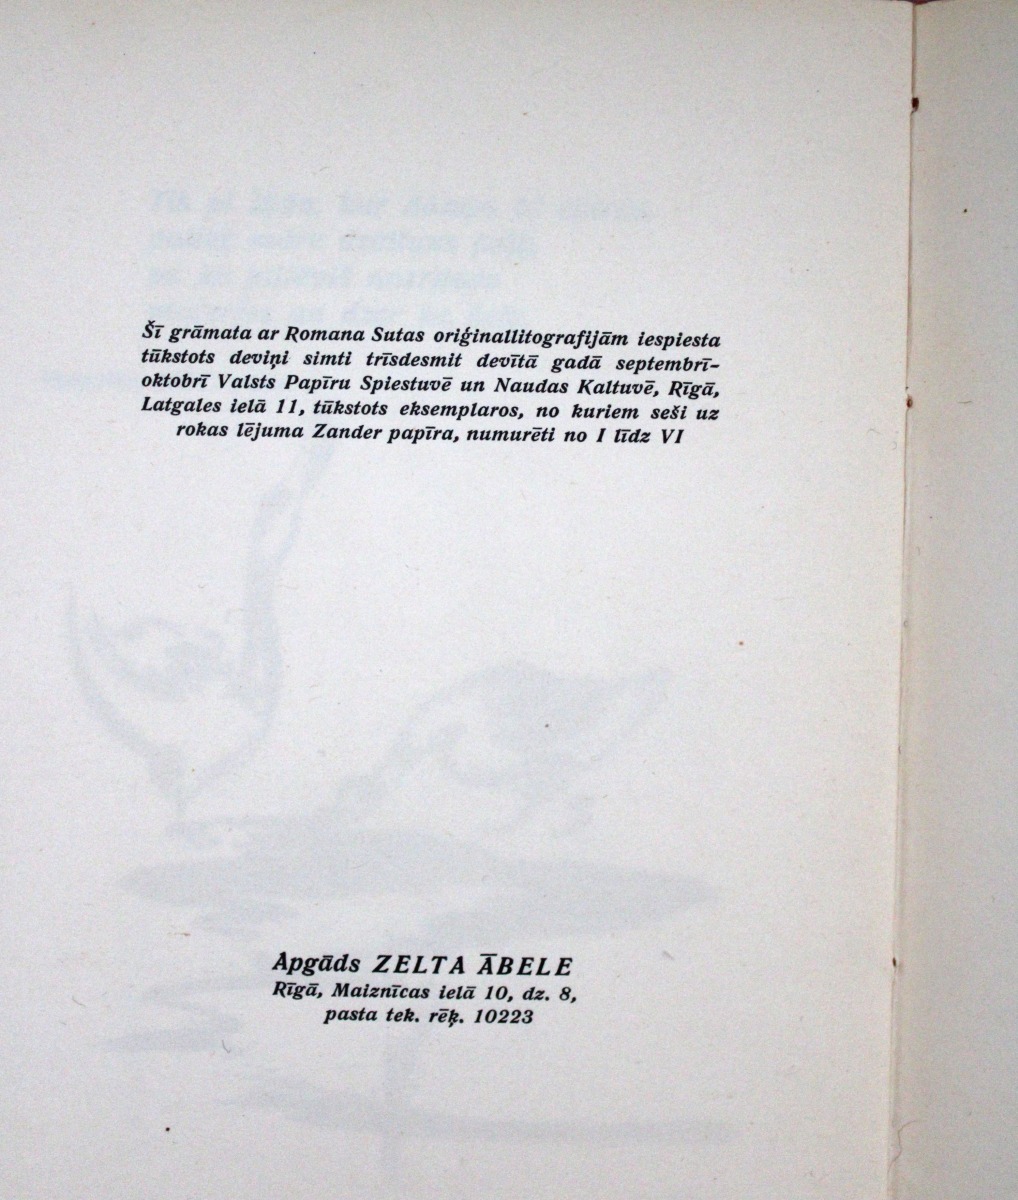 Šī grāmata ar Romana Sutas oriģinallitografijām iespiesta
tūkstots deviņi simti trīsdesmit devītā gadā septembrī-
oktobrī Valsts Papīru Spiestuvē un Naudas Kaltuvē, Rīgā,
Latgales ielā 11, tūkstots eksemplaros, no kuriem seši uz
rokas lējuma Zander papīra, numurēti no I līdz VI
Apgāds ZELTA ĀBELE
Rīgā, Maiznīcas ielā 10, dz. 8,
pasta tek. rēķ. 10223